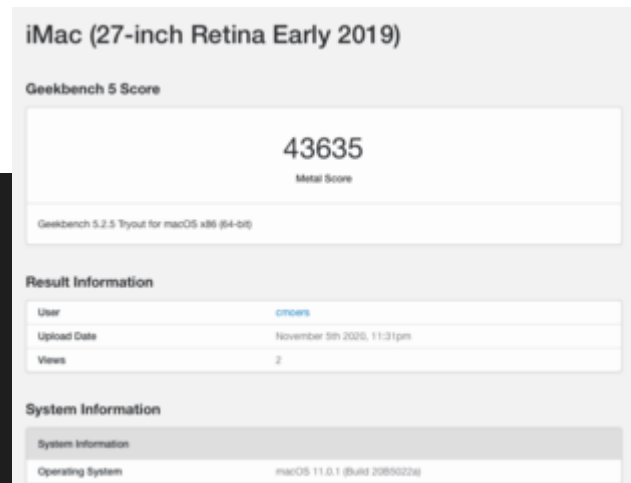 iMac (27-inch Retina Early 2019)
Geekbench 5 Score
43635
Metal Score
Geekbench 5.2.5 Tryout for macOS x86 (64-bit)
Result Information
User cmoers
Upload Date November 5th 2020, 11:31pm
Views 2
System Information
System Information
Operating System macOS 11.0.1 (Build 20B5022a)